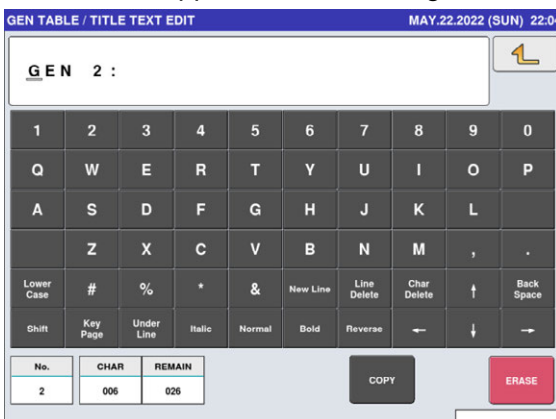 GEN TABLE / TITLE TEXT EDIT MAY.22.2022 (SUN) 22:0
GEN 2:
1 2 3 4 5 6 7 8 9 0
Q W E R T Y U I O P
A S D F G H J K L
Z X C V B N M , .
Lower Case # % * & New Line Line Delete Char Delete ↑ Back Space
Shift Key Page Under Line Italic Normal Bold Reverse ← ↓ →
No. CHAR REMAIN
2 006 026
COPY ERASE